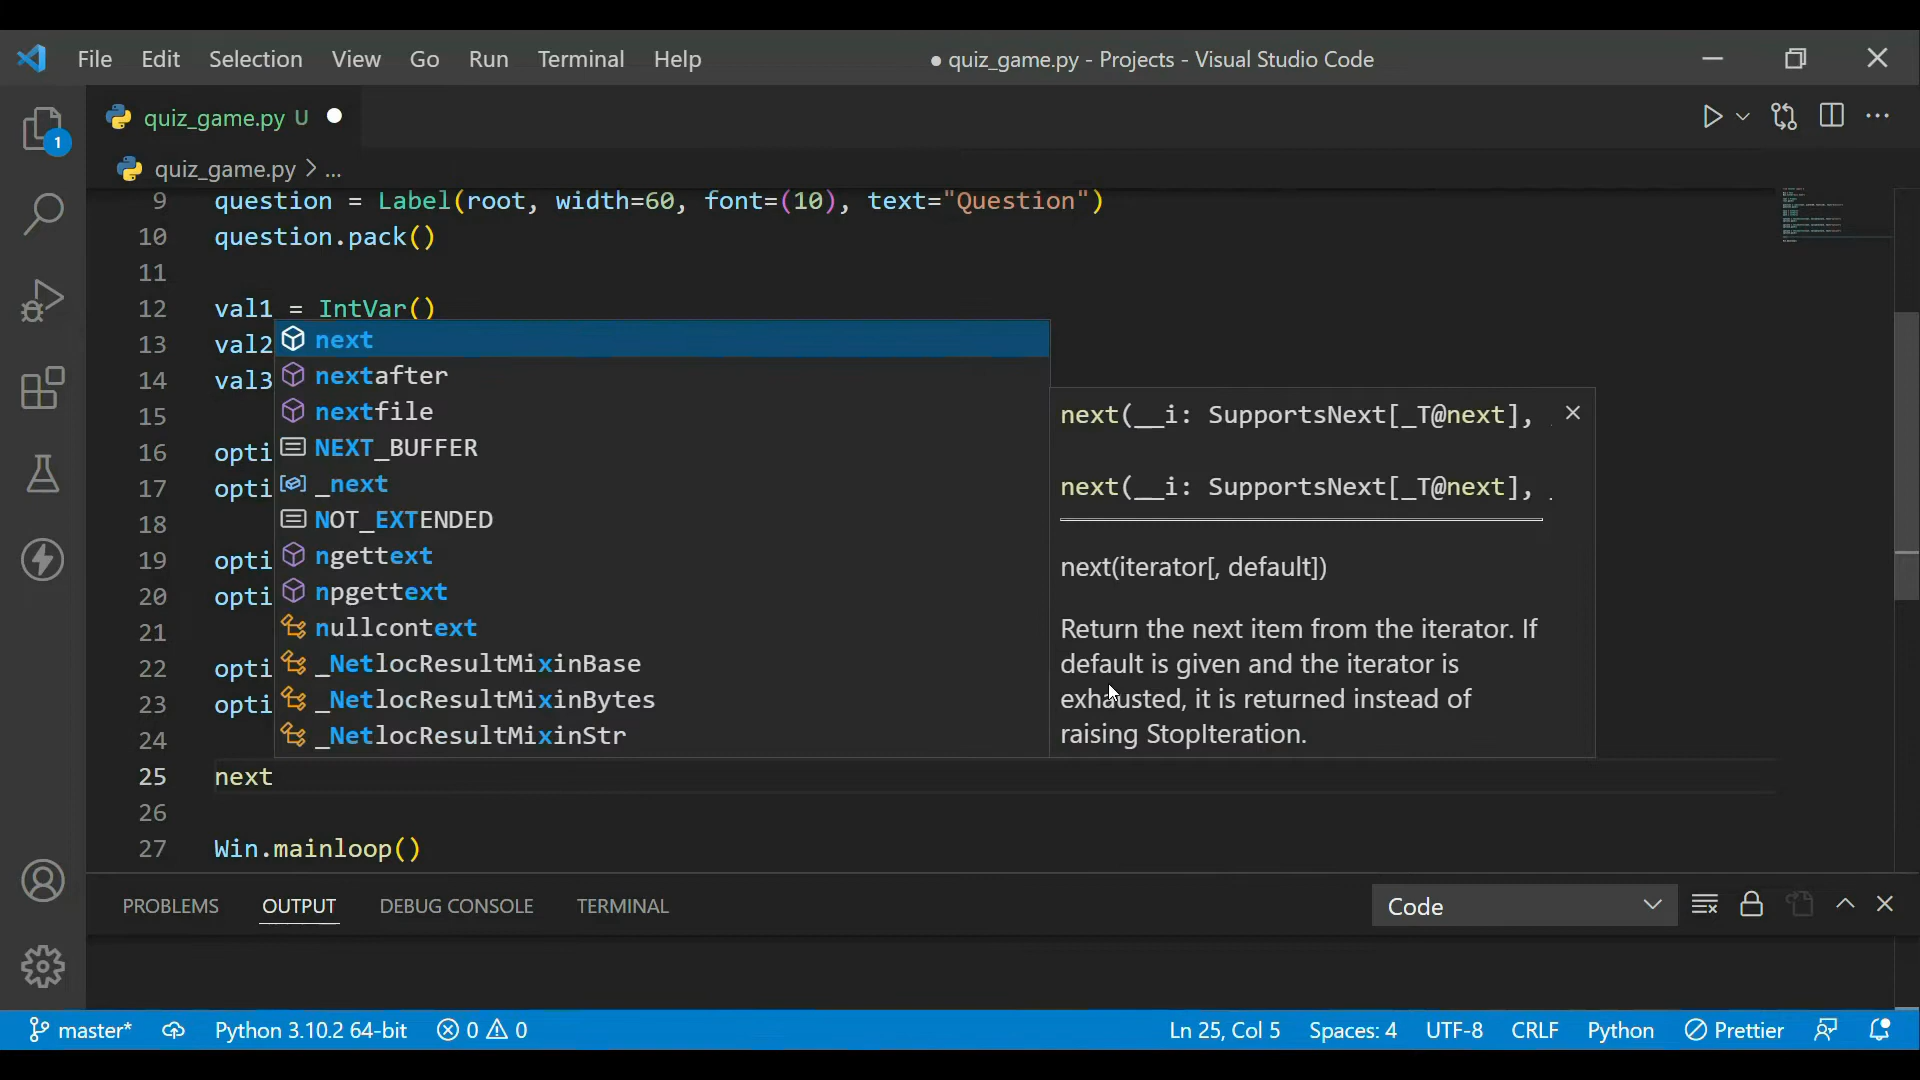 File Edit Selection View Go Run Terminal Help ● quiz_game.py - Projects - Visual Studio Code
quiz_game.py U
quiz_game.py > ...
9 question = Label(root, width=60, font=(10), text="Question")
10 question.pack()
11
12 val1 = IntVar()
13 val2
14 val3
15
16 opti
17 opti
18
19 opti
20 opti
21
22 opti
23 opti
24
25 next
26
27 Win.mainloop()
next
nextafter
nextfile
NEXT_BUFFER
_next
NOT_EXTENDED
ngettext
npgettext
nullcontext
_NetlocResultMixinBase
_NetlocResultMixinBytes
_NetlocResultMixinStr
next(__i: SupportsNext[_T@next],
next(__i: SupportsNext[_T@next],
next(iterator[, default])
Return the next item from the iterator. If
default is given and the iterator is
exhausted, it is returned instead of
raising StopIteration.
1
PROBLEMS OUTPUT DEBUG CONSOLE TERMINAL Code
master* Python 3.10.2 64-bit 0 0 Ln 25, Col 5 Spaces: 4 UTF-8 CRLF Python Prettier